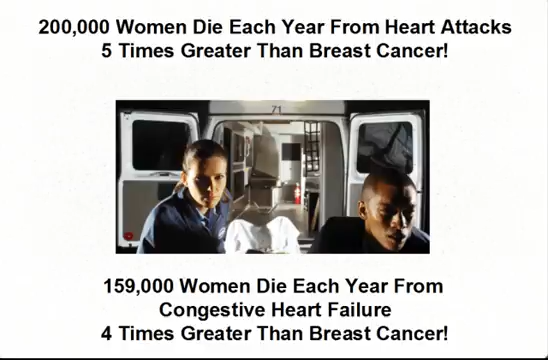 200,000 Women Die Each Year From Heart Attacks
5 Times Greater Than Breast Cancer!
71
159,000 Women Die Each Year From
Congestive Heart Failure
4 Times Greater Than Breast Cancer!